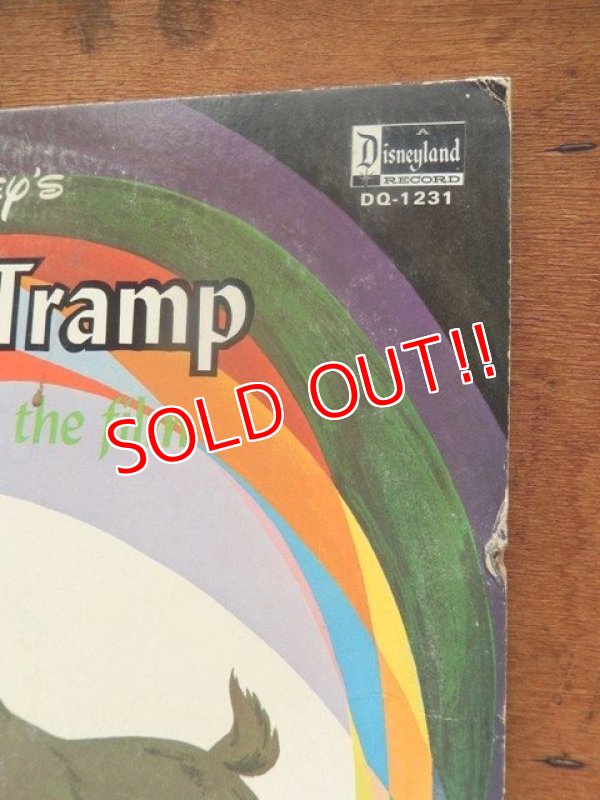 A
Disneyland
RECORD
DQ-1231
ey's
Tramp
the film
SOLD OUT!!